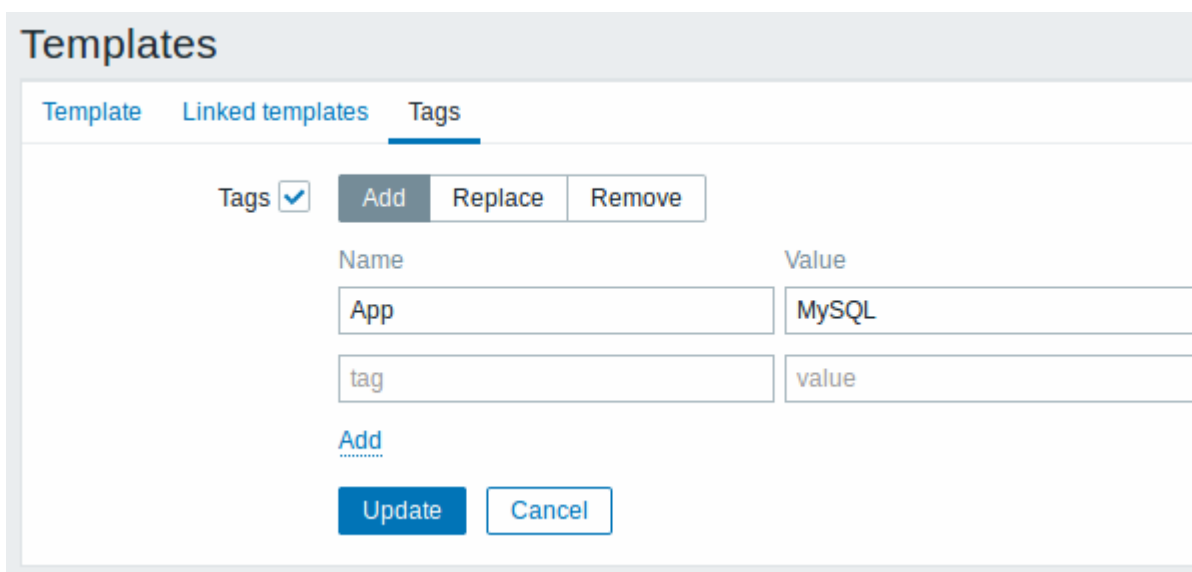 Templates
Template Linked templates Tags
Tags Add Replace Remove
Name Value
App MySQL
tag value
Add
Update Cancel